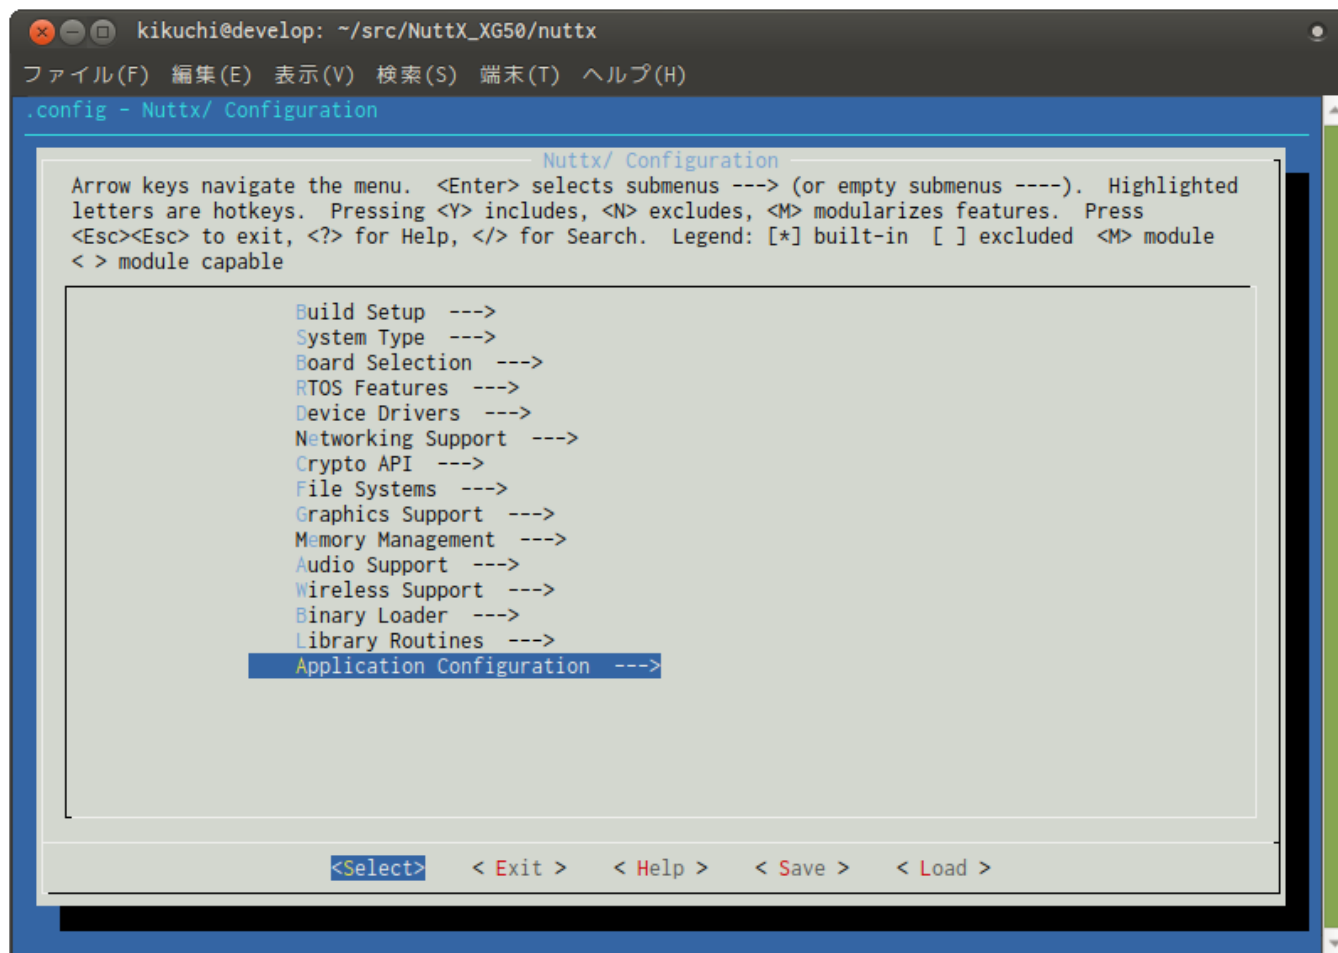 kikuchi@develop: ~/src/NuttX_XG50/nuttx
ファイル(F) 編集(E) 表示(V) 検索(S) 端末(T) ヘルプ(H)
.config - Nuttx/ Configuration
Nuttx/ Configuration
Arrow keys navigate the menu.  <Enter> selects submenus ---> (or empty submenus ----).  Highlighted
letters are hotkeys.  Pressing <Y> includes, <N> excludes, <M> modularizes features.  Press
<Esc><Esc> to exit, <?> for Help, </> for Search.  Legend: [*] built-in  [ ] excluded  <M> module
< > module capable
Build Setup  --->
System Type  --->
Board Selection  --->
RTOS Features  --->
Device Drivers  --->
Networking Support  --->
Crypto API  --->
File Systems  --->
Graphics Support  --->
Memory Management  --->
Audio Support  --->
Wireless Support  --->
Binary Loader  --->
Library Routines  --->
Application Configuration  --->
<Select>    < Exit >    < Help >    < Save >    < Load >